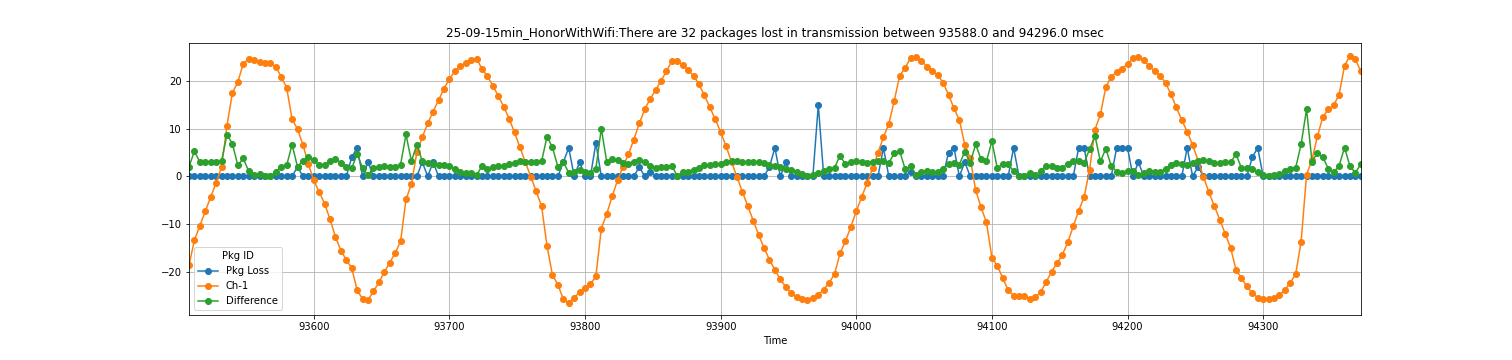 25-09-15min_HonorWithWifi:There are 32 packages lost in transmission between 93588.0 and 94296.0 msec
20
10
0
−10
−20
Pkg ID
Pkg Loss
Ch-1
Difference
93600 93700 93800 93900 94000 94100 94200 94300
Time